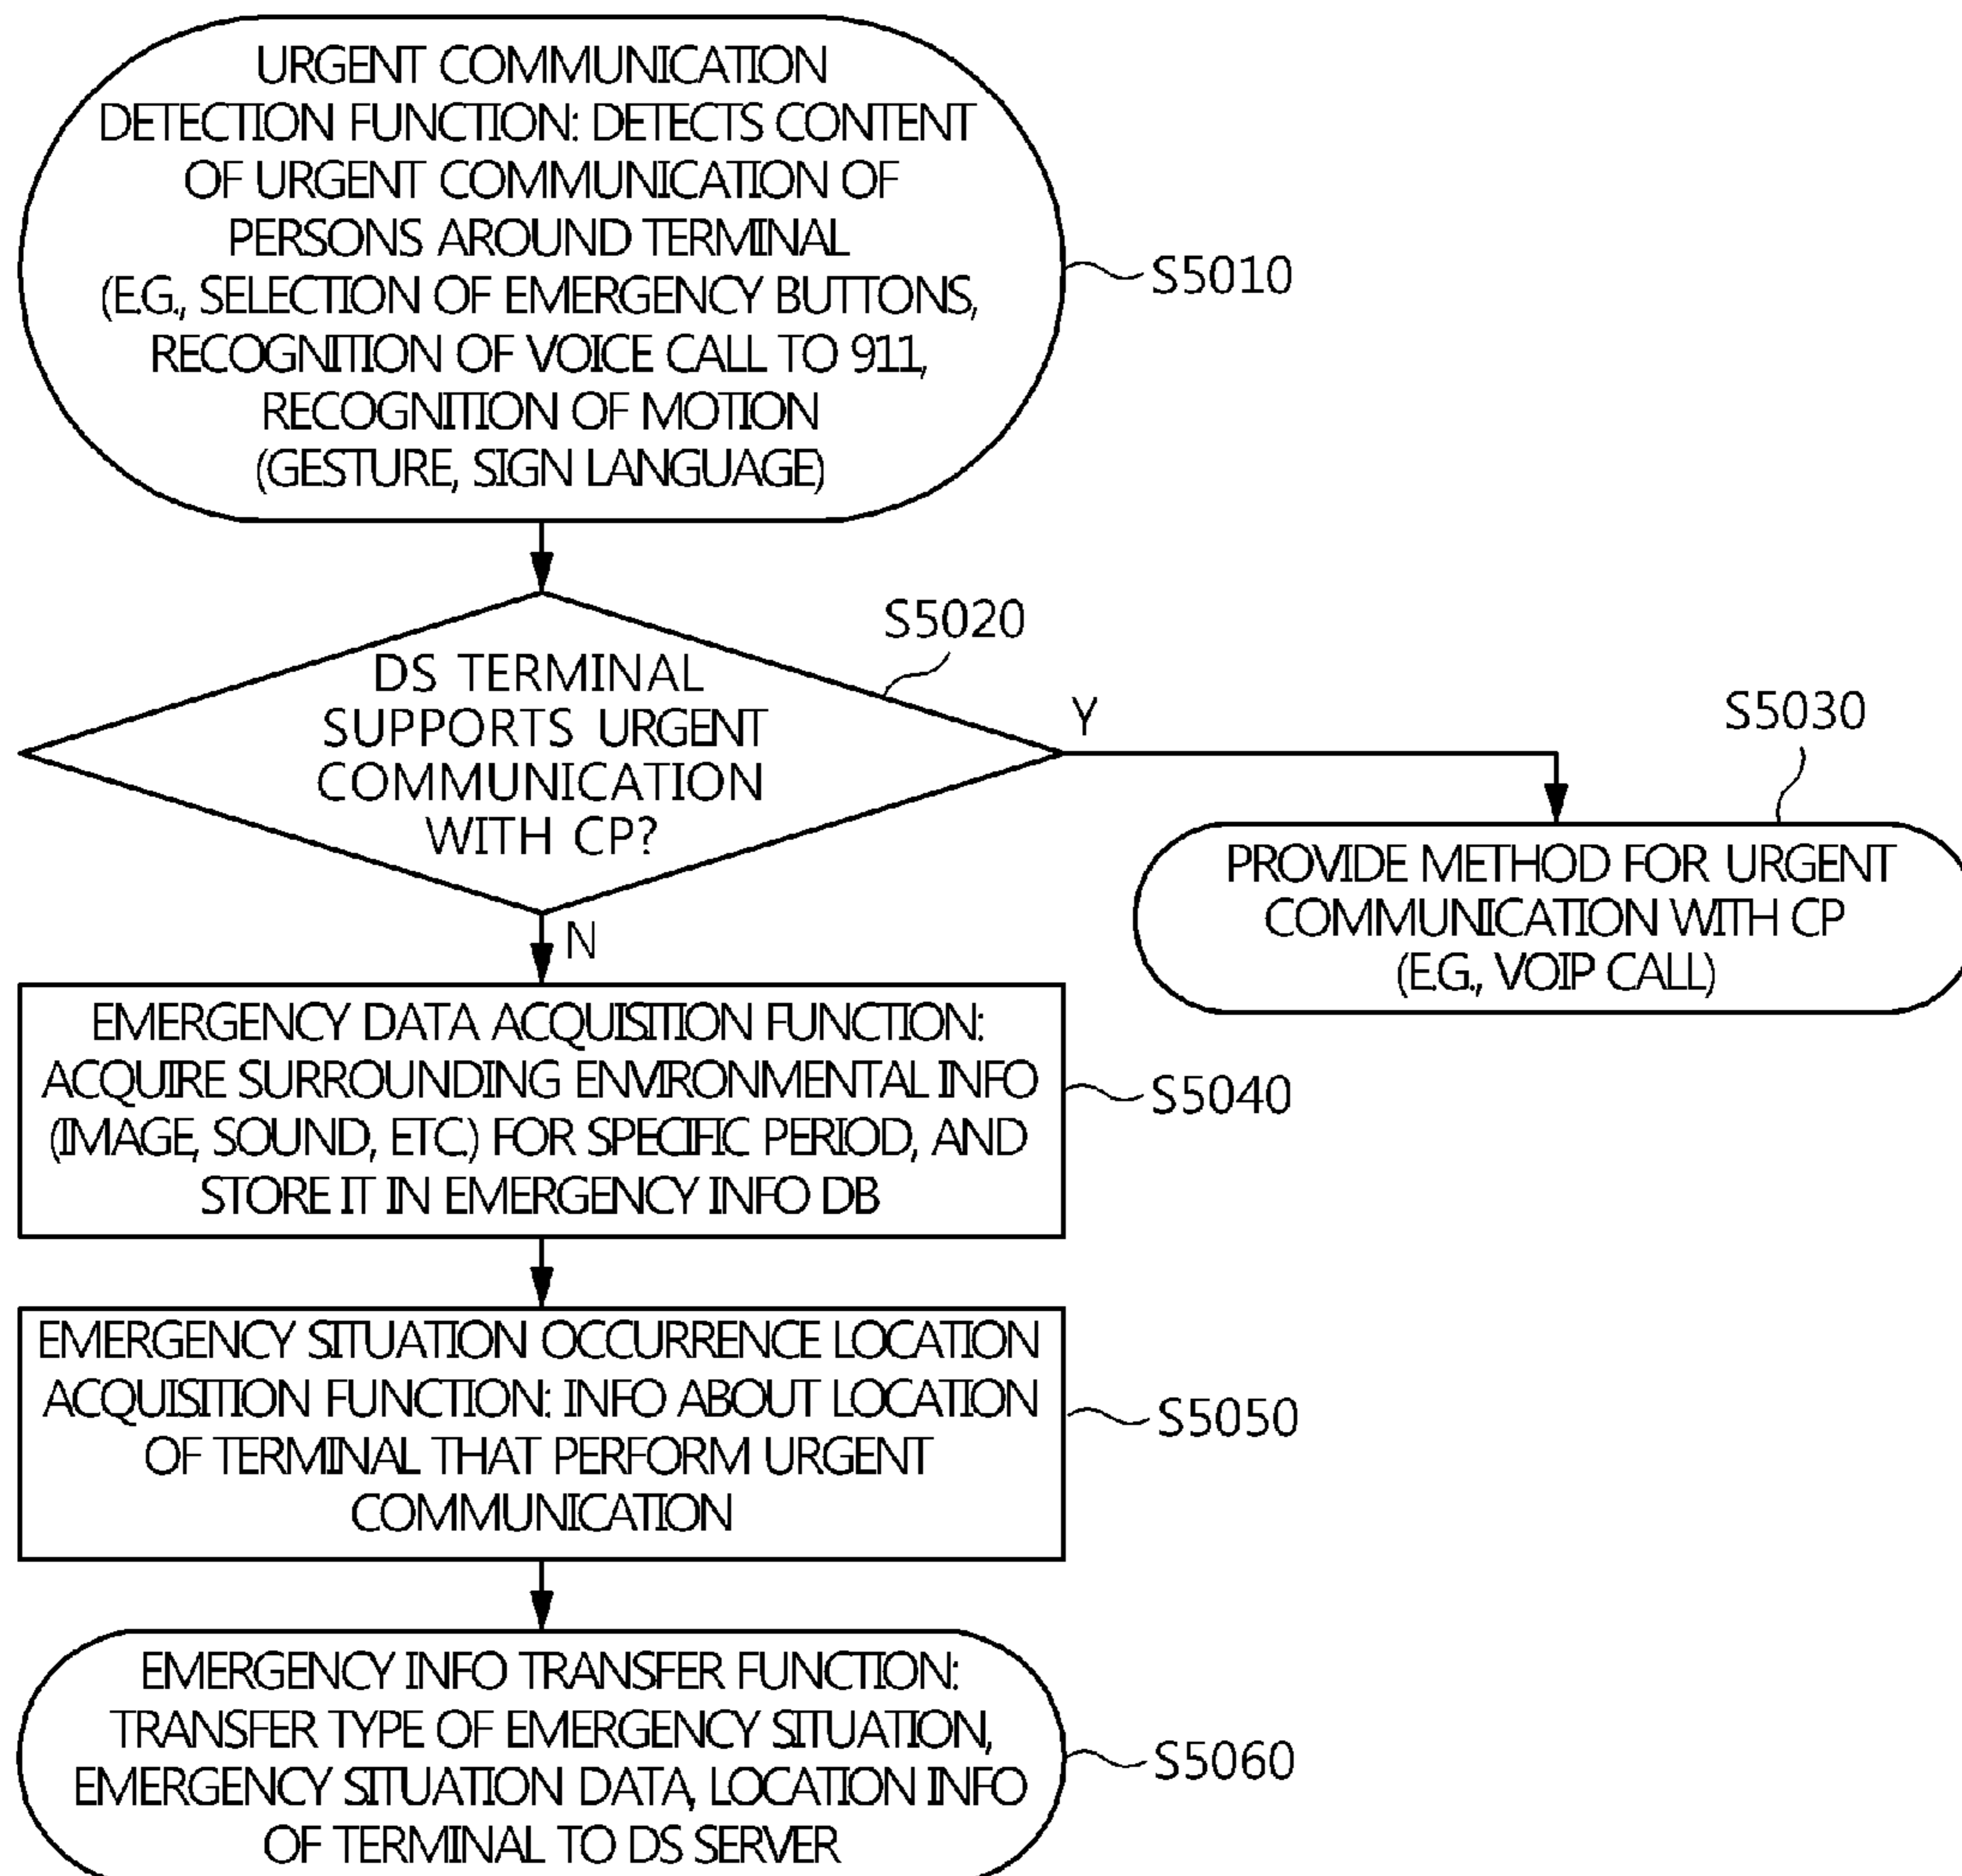 URGENT COMMUNICATION
DETECTION FUNCTION: DETECTS CONTENT
OF URGENT COMMUNICATION OF
PERSONS AROUND TERMINAL
(E.G., SELECTION OF EMERGENCY BUTTONS,
RECOGNITION OF VOICE CALL TO 911,
RECOGNITION OF MOTION
(GESTURE, SIGN LANGUAGE)
S5010
S5020
DS TERMINAL
SUPPORTS URGENT
COMMUNICATION
WITH CP?
Y
N
S5030
PROVIDE METHOD FOR URGENT
COMMUNICATION WITH CP
(E.G., VOIP CALL)
EMERGENCY DATA ACQUISITION FUNCTION:
ACQUIRE SURROUNDING ENVIRONMENTAL INFO
(IMAGE, SOUND, ETC.) FOR SPECIFIC PERIOD, AND
STORE IT IN EMERGENCY INFO DB
S5040
EMERGENCY SITUATION OCCURRENCE LOCATION
ACQUISITION FUNCTION: INFO ABOUT LOCATION
OF TERMINAL THAT PERFORM URGENT
COMMUNICATION
S5050
EMERGENCY INFO TRANSFER FUNCTION:
TRANSFER TYPE OF EMERGENCY SITUATION,
EMERGENCY SITUATION DATA, LOCATION INFO
OF TERMINAL TO DS SERVER
S5060